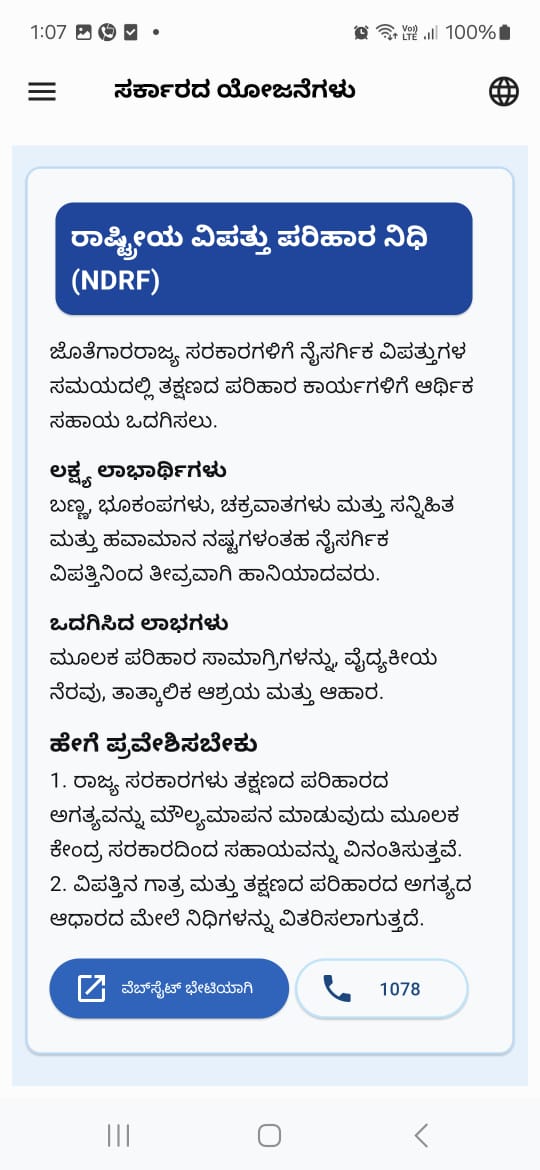 1:07
Vo) LTE 100%
ಸರ್ಕಾರದ ಯೋಜನೆಗಳು
ರಾಷ್ಟ್ರೀಯ ವಿಪತ್ತು ಪರಿಹಾರ ನಿಧಿ
(NDRF)
ಜೊತೆಗಾರರಾಜ್ಯ ಸರಕಾರಗಳಿಗೆ ನೈಸರ್ಗಿಕ ವಿಪತ್ತುಗಳ
ಸಮಯದಲ್ಲಿ ತಕ್ಷಣದ ಪರಿಹಾರ ಕಾರ್ಯಗಳಿಗೆ ಆರ್ಥಿಕ
ಸಹಾಯ ಒದಗಿಸಲು.
ಲಕ್ಷ್ಯ ಲಾಭಾರ್ಥಿಗಳು
ಬಣ್ಣ, ಭೂಕಂಪಗಳು, ಚಕ್ರವಾತಗಳು ಮತ್ತು ಸನ್ನಿಹಿತ
ಮತ್ತು ಹವಾಮಾನ ನಷ್ಟಗಳಂತಹ ನೈಸರ್ಗಿಕ
ವಿಪತ್ತಿನಿಂದ ತೀವ್ರವಾಗಿ ಹಾನಿಯಾದವರು.
ಒದಗಿಸಿದ ಲಾಭಗಳು
ಮೂಲಕ ಪರಿಹಾರ ಸಾಮಾಗ್ರಿಗಳನ್ನು, ವೈದ್ಯಕೀಯ
ನೆರವು, ತಾತ್ಕಾಲಿಕ ಆಶ್ರಯ ಮತ್ತು ಆಹಾರ.
ಹೇಗೆ ಪ್ರವೇಶಿಸಬೇಕು
1. ರಾಜ್ಯ ಸರಕಾರಗಳು ತಕ್ಷಣದ ಪರಿಹಾರದ
ಅಗತ್ಯವನ್ನು ಮೌಲ್ಯಮಾಪನ ಮಾಡುವುದು ಮೂಲಕ
ಕೇಂದ್ರ ಸರಕಾರದಿಂದ ಸಹಾಯವನ್ನು ವಿನಂತಿಸುತ್ತವೆ.
2. ವಿಪತ್ತಿನ ಗಾತ್ರ ಮತ್ತು ತಕ್ಷಣದ ಪರಿಹಾರದ ಅಗತ್ಯದ
ಆಧಾರದ ಮೇಲೆ ನಿಧಿಗಳನ್ನು ವಿತರಿಸಲಾಗುತ್ತದೆ.
ವೆಬ್‌ಸೈಟ್ ಭೇಟಿಯಾಗಿ
1078